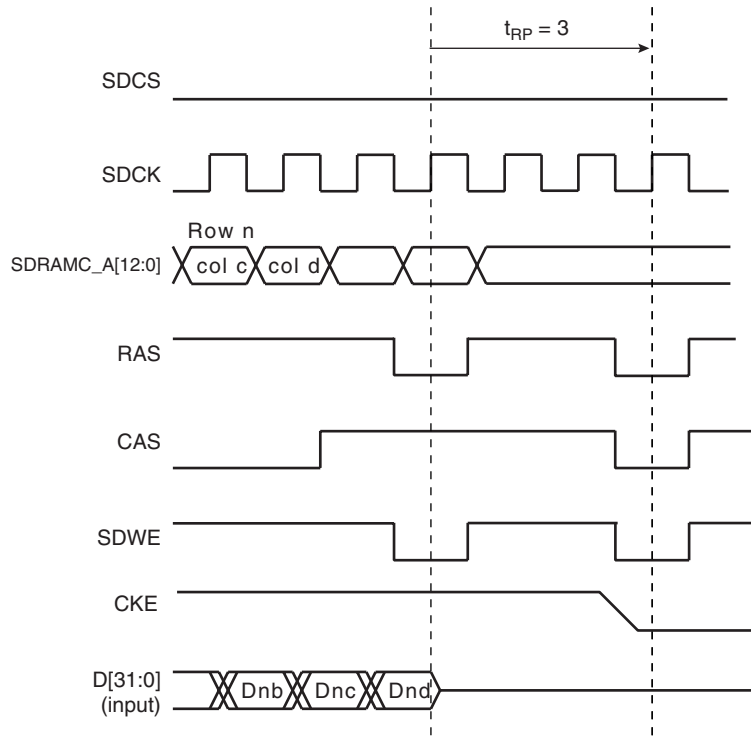 tRP = 3
SDCS
SDCK
Row n
SDRAMC_A[12:0]
col c
col d
RAS
CAS
SDWE
CKE
D[31:0]
(input)
Dnb
Dnc
Dnd